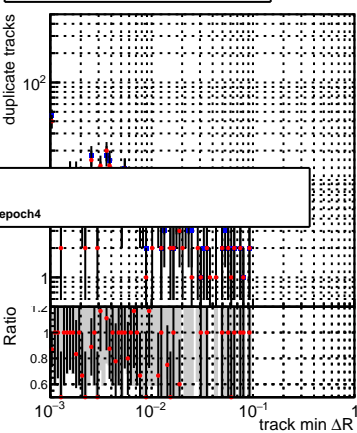 duplicate tracks
10²
epoch4
1
1.2
Ratio
0.8
0.6
10⁻³ 10⁻² 10⁻¹ 1
track min ΔR